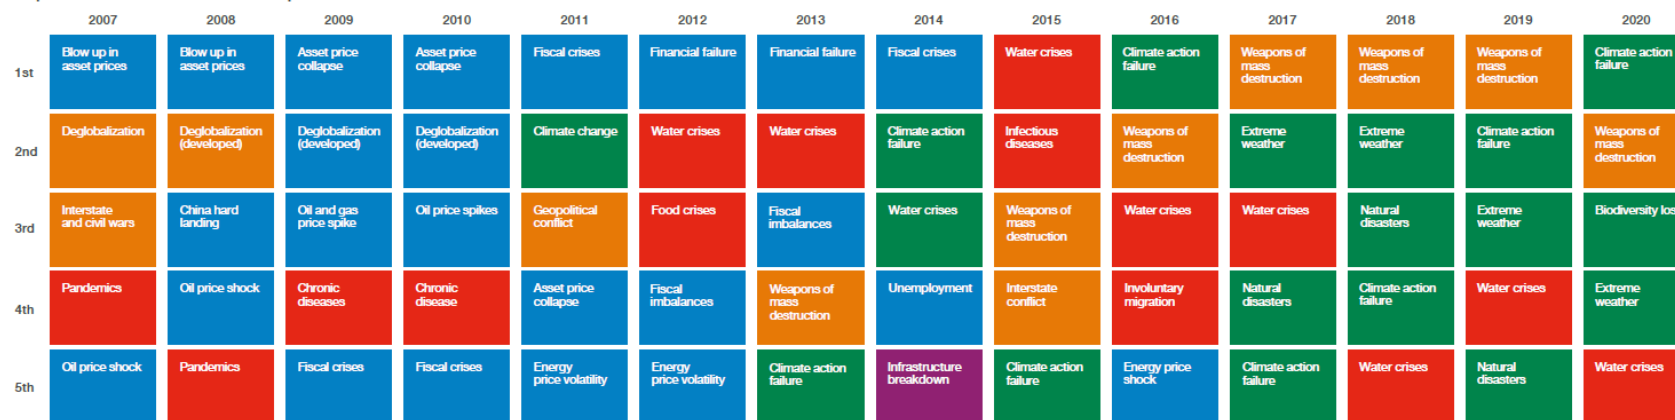 2007 2008 2009 2010 2011 2012 2013 2014 2015 2016 2017 2018 2019 2020
1st
Blow up in
asset prices
Blow up in
asset prices
Asset price
collapse
Asset price
collapse
Fiscal crises
Financial failure
Financial failure
Fiscal crises
Water crises
Climate action
failure
Weapons of
mass
destruction
Weapons of
mass
destruction
Weapons of
mass
destruction
Climate action
failure
2nd
Deglobalization
Deglobalization
(developed)
Deglobalization
(developed)
Deglobalization
(developed)
Climate change
Water crises
Water crises
Climate action
failure
Infectious
diseases
Weapons of
mass
destruction
Extreme
weather
Extreme
weather
Climate action
failure
Weapons of
mass
destruction
3rd
Interstate
and civil wars
China hard
landing
Oil and gas
price spike
Oil price spikes
Geopolitical
conflict
Food crises
Fiscal
imbalances
Water crises
Weapons of
mass
destruction
Water crises
Water crises
Natural
disasters
Extreme
weather
Biodiversity los
4th
Pandemics
Oil price shock
Chronic
diseases
Chronic
disease
Asset price
collapse
Fiscal
imbalances
Weapons of
mass
destruction
Unemployment
Interstate
conflict
Involuntary
migration
Natural
disasters
Climate action
failure
Water crises
Extreme
weather
5th
Oil price shock
Pandemics
Fiscal crises
Fiscal crises
Energy
price volatility
Energy
price volatility
Climate action
failure
Infrastructure
breakdown
Climate action
failure
Energy price
shock
Climate action
failure
Water crises
Natural
disasters
Water crises